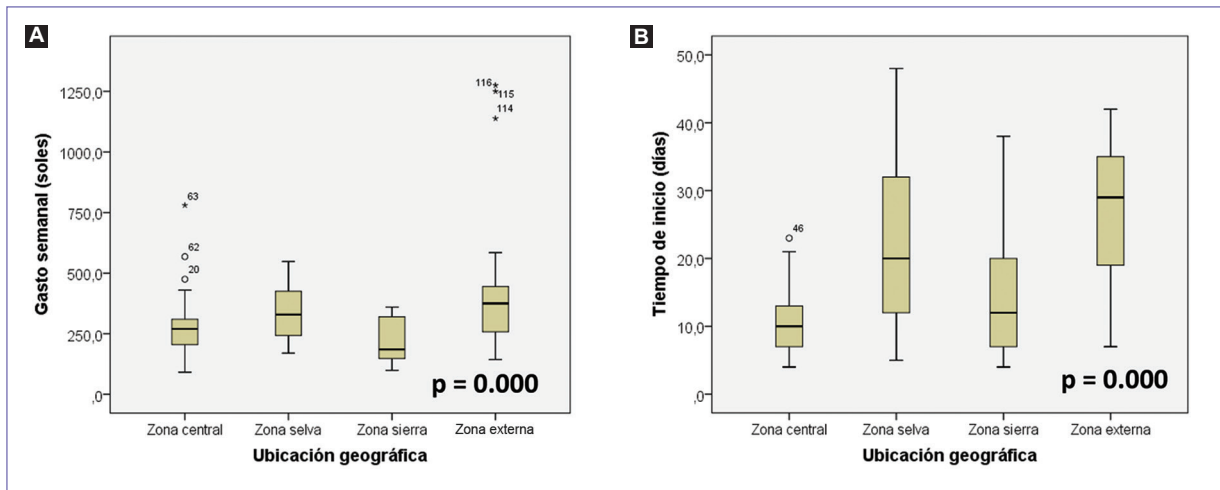 A
Gasto semanal (soles)
1250,0
1000,0
750,0
500,0
250,0
,0
63
62
20
116
115
114
p = 0.000
Zona central
Zona selva
Zona sierra
Zona externa
Ubicación geográfica
B
Tiempo de inicio (días)
50,0
40,0
30,0
20,0
10,0
,0
46
p = 0.000
Zona central
Zona selva
Zona sierra
Zona externa
Ubicación geográfica